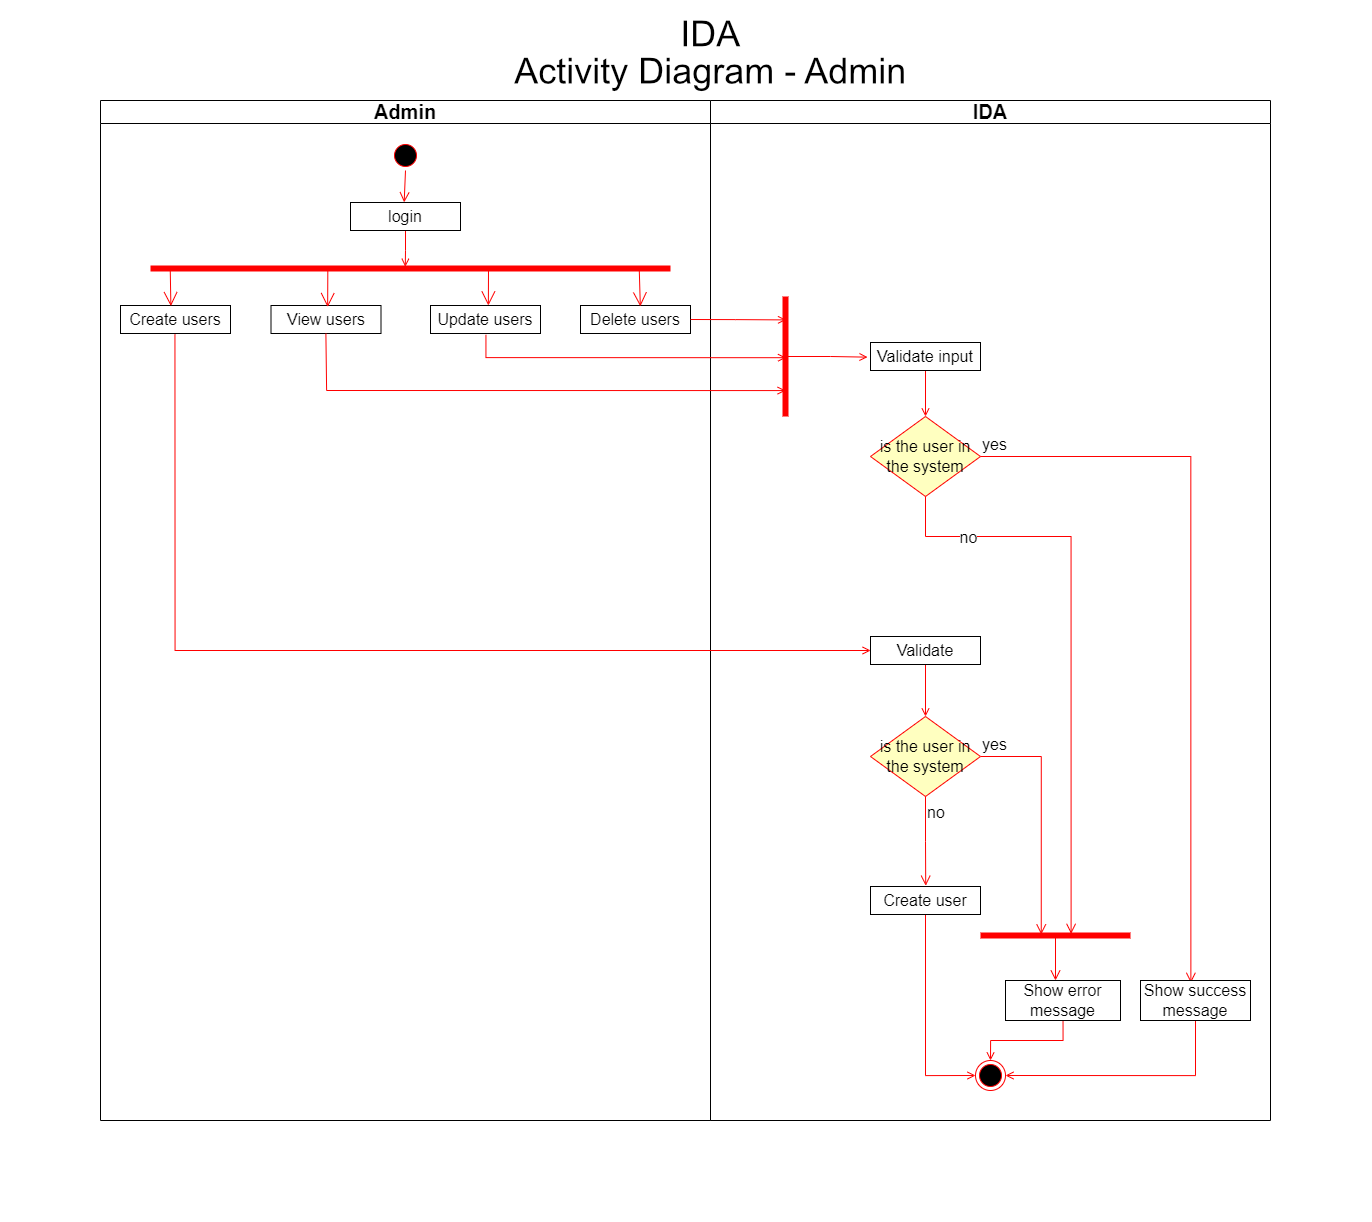 IDA
Activity Diagram - Admin
Admin
IDA
login
Create users
View users
Update users
Delete users
Validate input
is the user in
the system
yes
no
Validate
is the user in
the system
yes
no
Create user
Show error
message
Show success
message